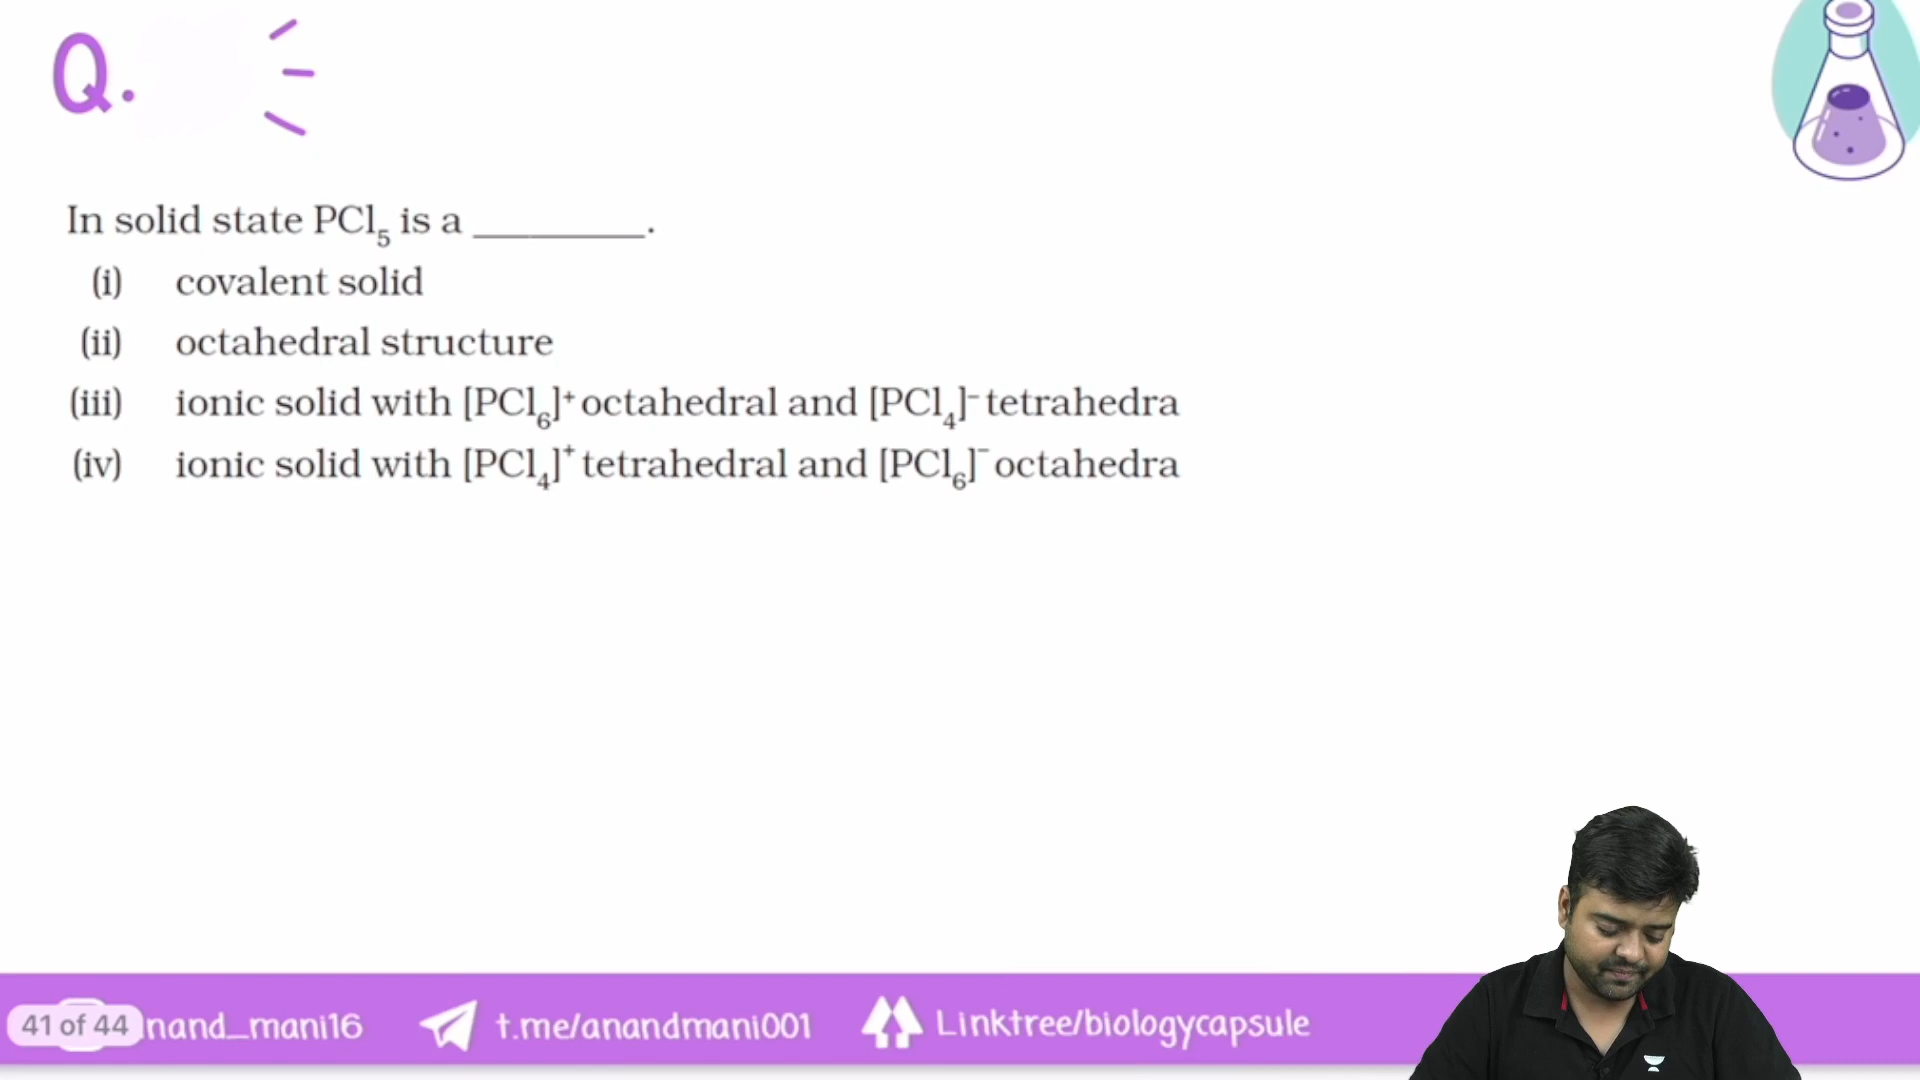 Q.
In solid state PCl₅ is a _________.
(i) covalent solid
(ii) octahedral structure
(iii) ionic solid with [PCl₆]⁺ octahedral and [PCl₄]⁻ tetrahedra
(iv) ionic solid with [PCl₄]⁺ tetrahedral and [PCl₆]⁻ octahedra
41 of 44 nand_mani16 t.me/anandmani001 Linktree/biologycapsule